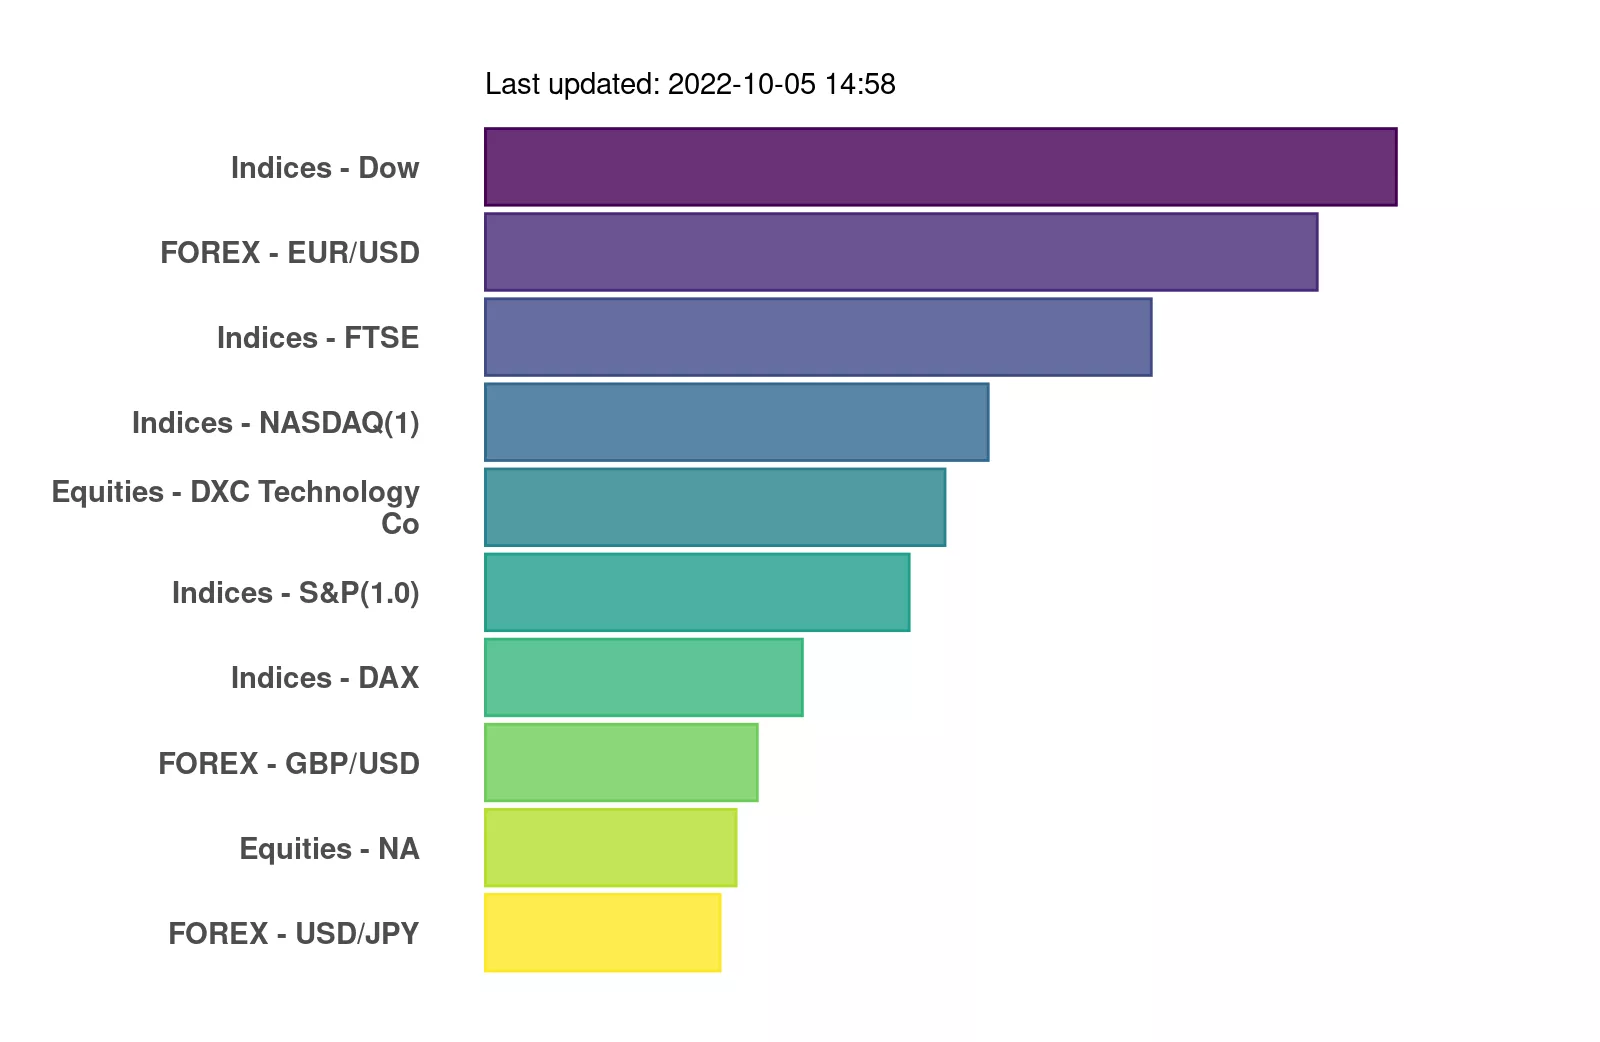 Last updated: 2022-10-05 14:58
Indices - Dow
FOREX - EUR/USD
Indices - FTSE
Indices - NASDAQ(1)
Equities - DXC Technology
Co
Indices - S&P(1.0)
Indices - DAX
FOREX - GBP/USD
Equities - NA
FOREX - USD/JPY